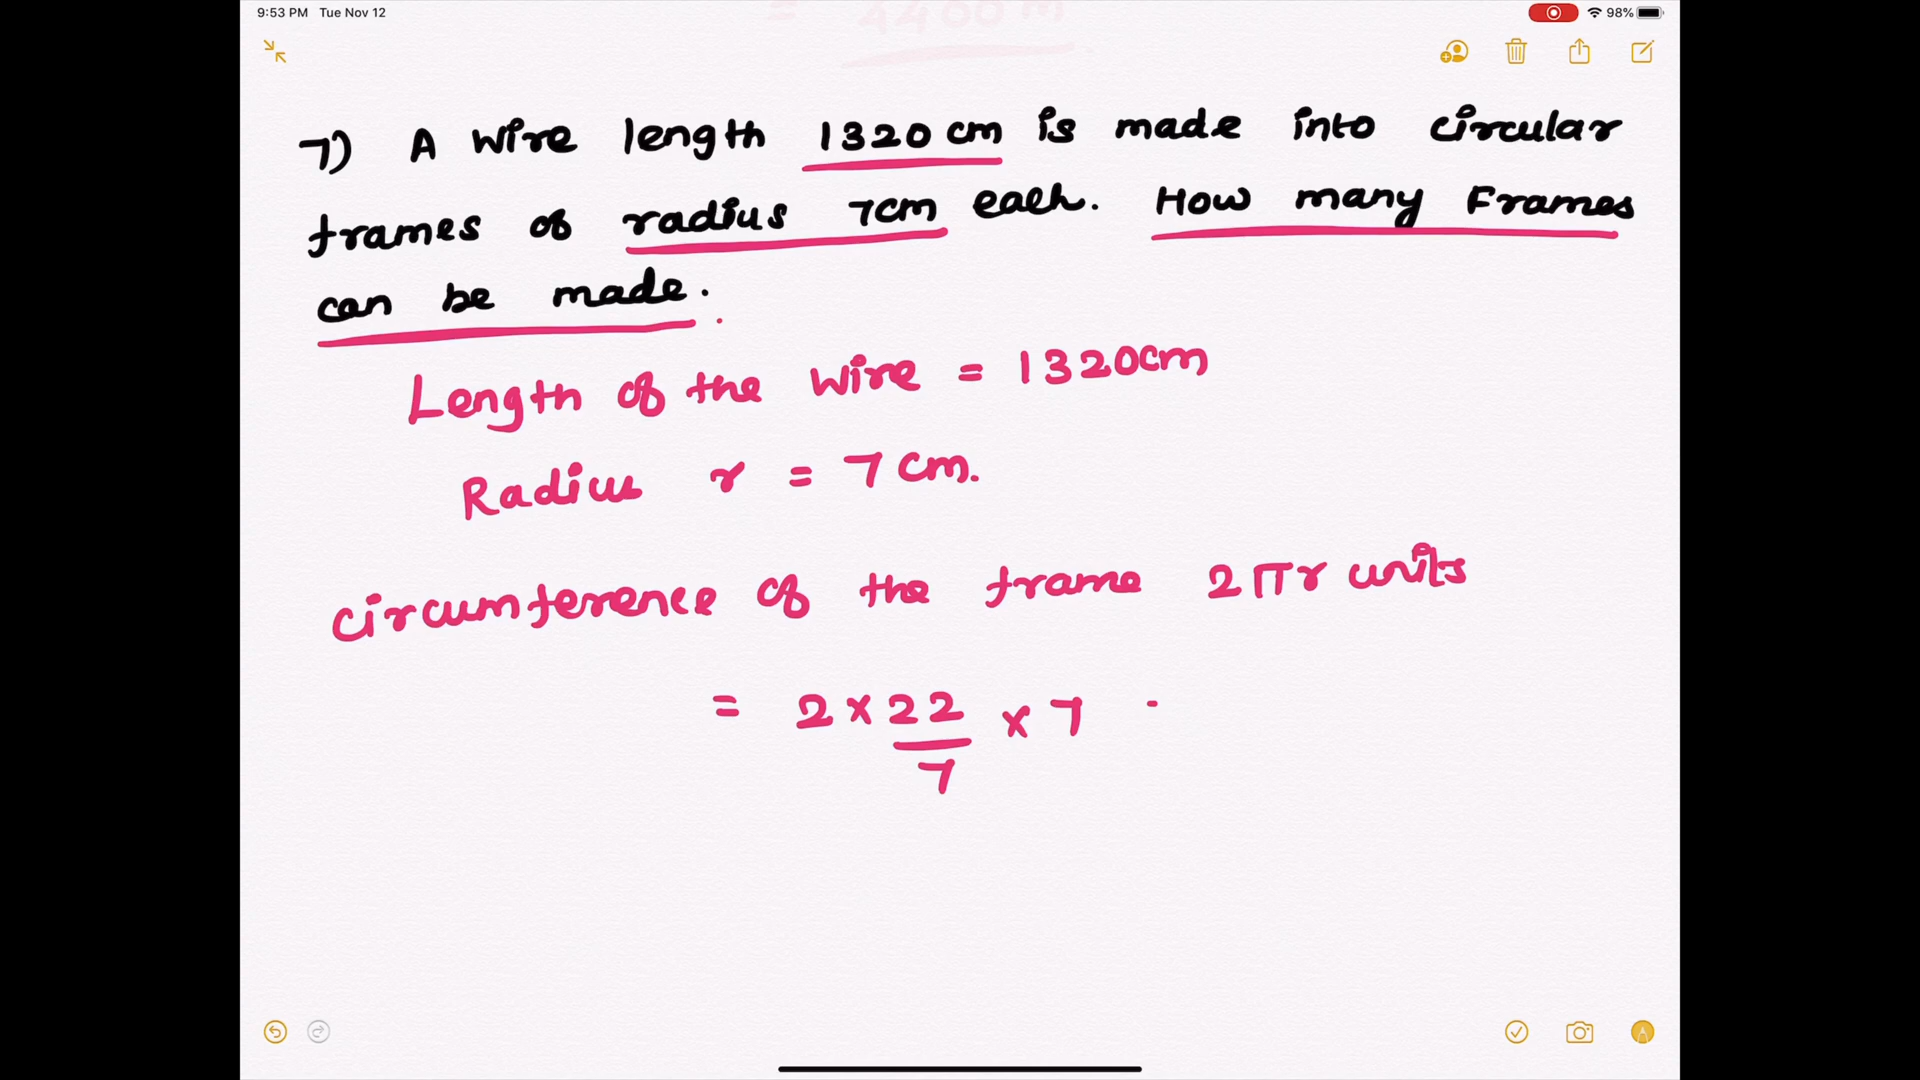 9:53 PM Tue Nov 12
98%
= 4400 m
7) A wire length 1320 cm is made into circular
frames of radius 7cm each. How many Frames
can be made.
Length of the wire = 1320cm
Radius r = 7 cm.
circumference of the frame 2πr units
= 2 × 22/7 × 7